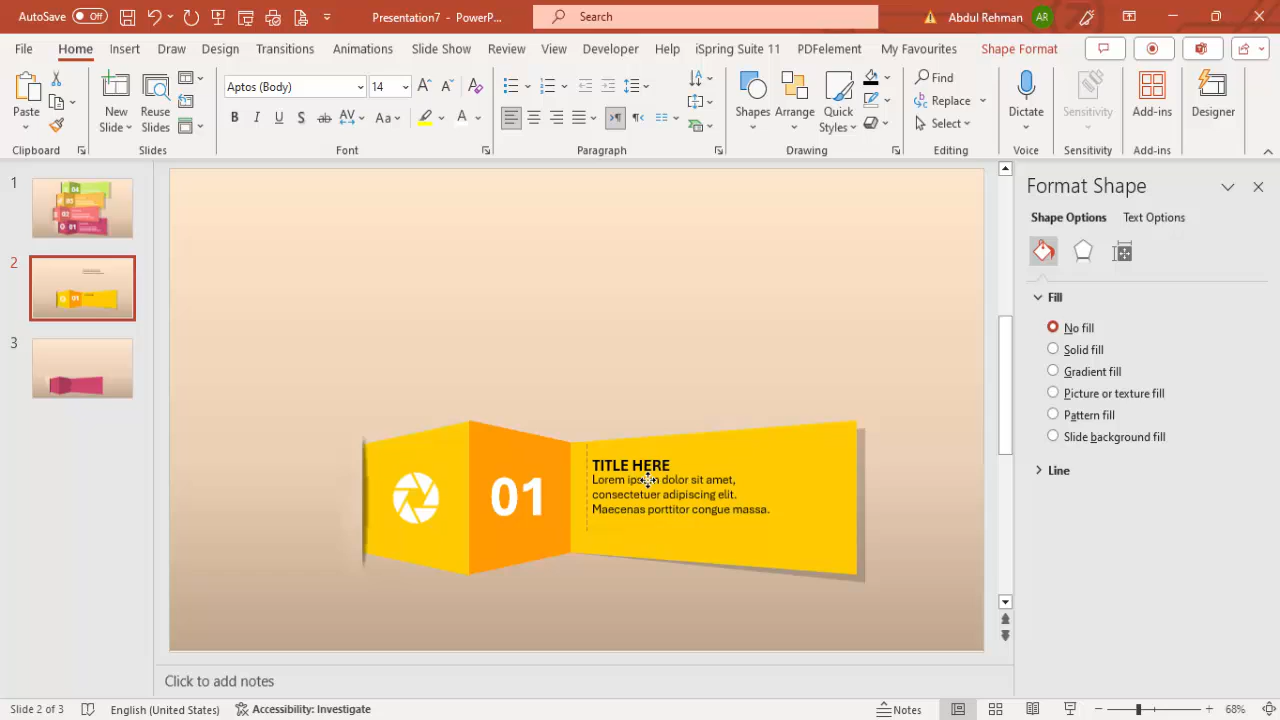 AutoSave Off
Presentation7 - PowerP...
Search
Abdul Rehman AR
File Home Insert Draw Design Transitions Animations Slide Show Review View Developer Help iSpring Suite 11 PDFelement My Favourites Shape Format
Aptos (Body) 14
Find
Replace
Select
Paste
New
Slide
Reuse
Slides
Shapes
Arrange
Quick
Styles
Dictate
Sensitivity
Add-ins
Designer
Clipboard Slides Font Paragraph Drawing Editing Voice Sensitivity Add-ins
1
2
3
04
03
02
01
01
01
TITLE HERE
Lorem ipsum dolor sit amet,
consectetuer adipiscing elit.
Maecenas porttitor congue massa.
Format Shape
Shape Options Text Options
Fill
No fill
Solid fill
Gradient fill
Picture or texture fill
Pattern fill
Slide background fill
Line
Click to add notes
Slide 2 of 3 English (United States) Accessibility: Investigate Notes 68%